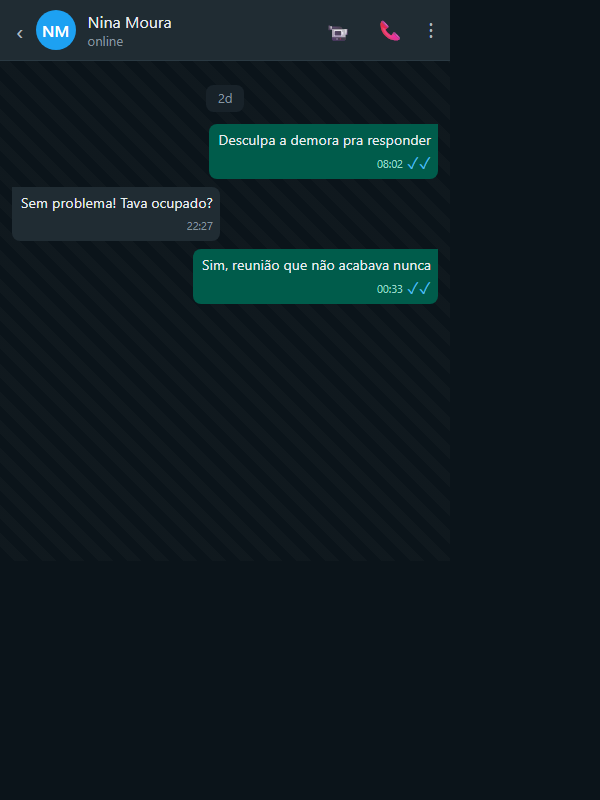 Nina Moura
NM
online
2d
Desculpa a demora pra responder
08:02
Sem problema! Tava ocupado?
22:27
Sim, reunião que não acabava nunca
00:33